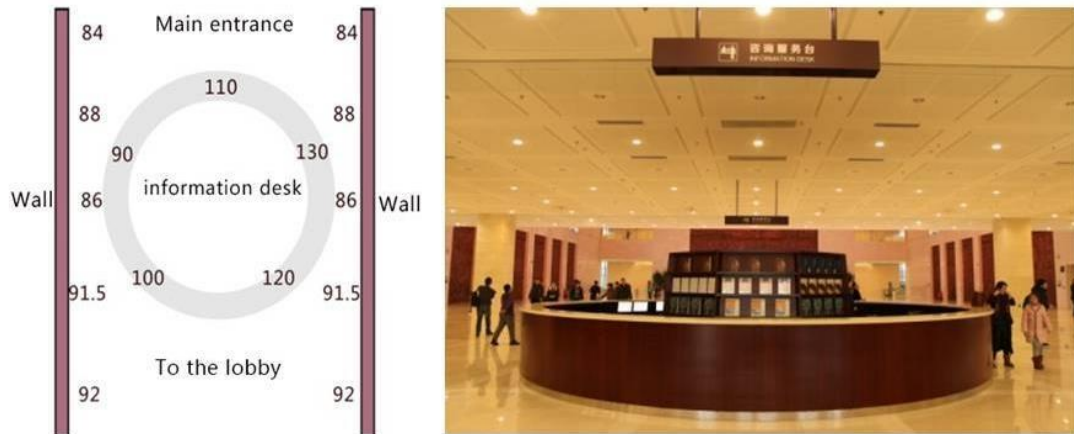 Main entrance
84 84
110
88 88
90 130
Wall 86 information desk 86 Wall
100 120
91.5 91.5
To the lobby
92 92
咨询服务台
INFORMATION DESK